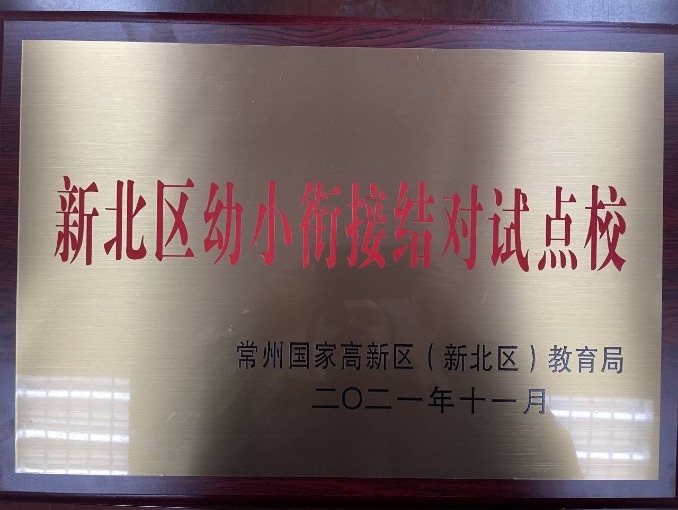 新北区幼小衔接结对试点校
常州国家高新区（新北区）教育局
二〇二一年十一月